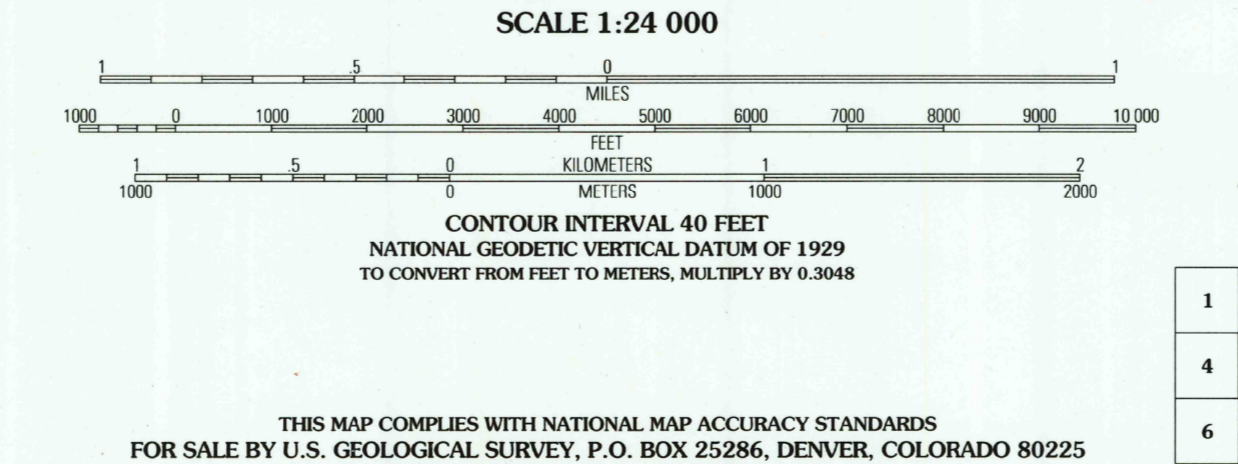 SCALE 1:24 000
1 .5 0 1
MILES
1000 0 1000 2000 3000 4000 5000 6000 7000 8000 9000 10 000
FEET
1 .5 0 KILOMETERS 1 2
1000 0 METERS 1000 2000
CONTOUR INTERVAL 40 FEET
NATIONAL GEODETIC VERTICAL DATUM OF 1929
TO CONVERT FROM FEET TO METERS, MULTIPLY BY 0.3048
1
4
6
THIS MAP COMPLIES WITH NATIONAL MAP ACCURACY STANDARDS
FOR SALE BY U.S. GEOLOGICAL SURVEY, P.O. BOX 25286, DENVER, COLORADO 80225